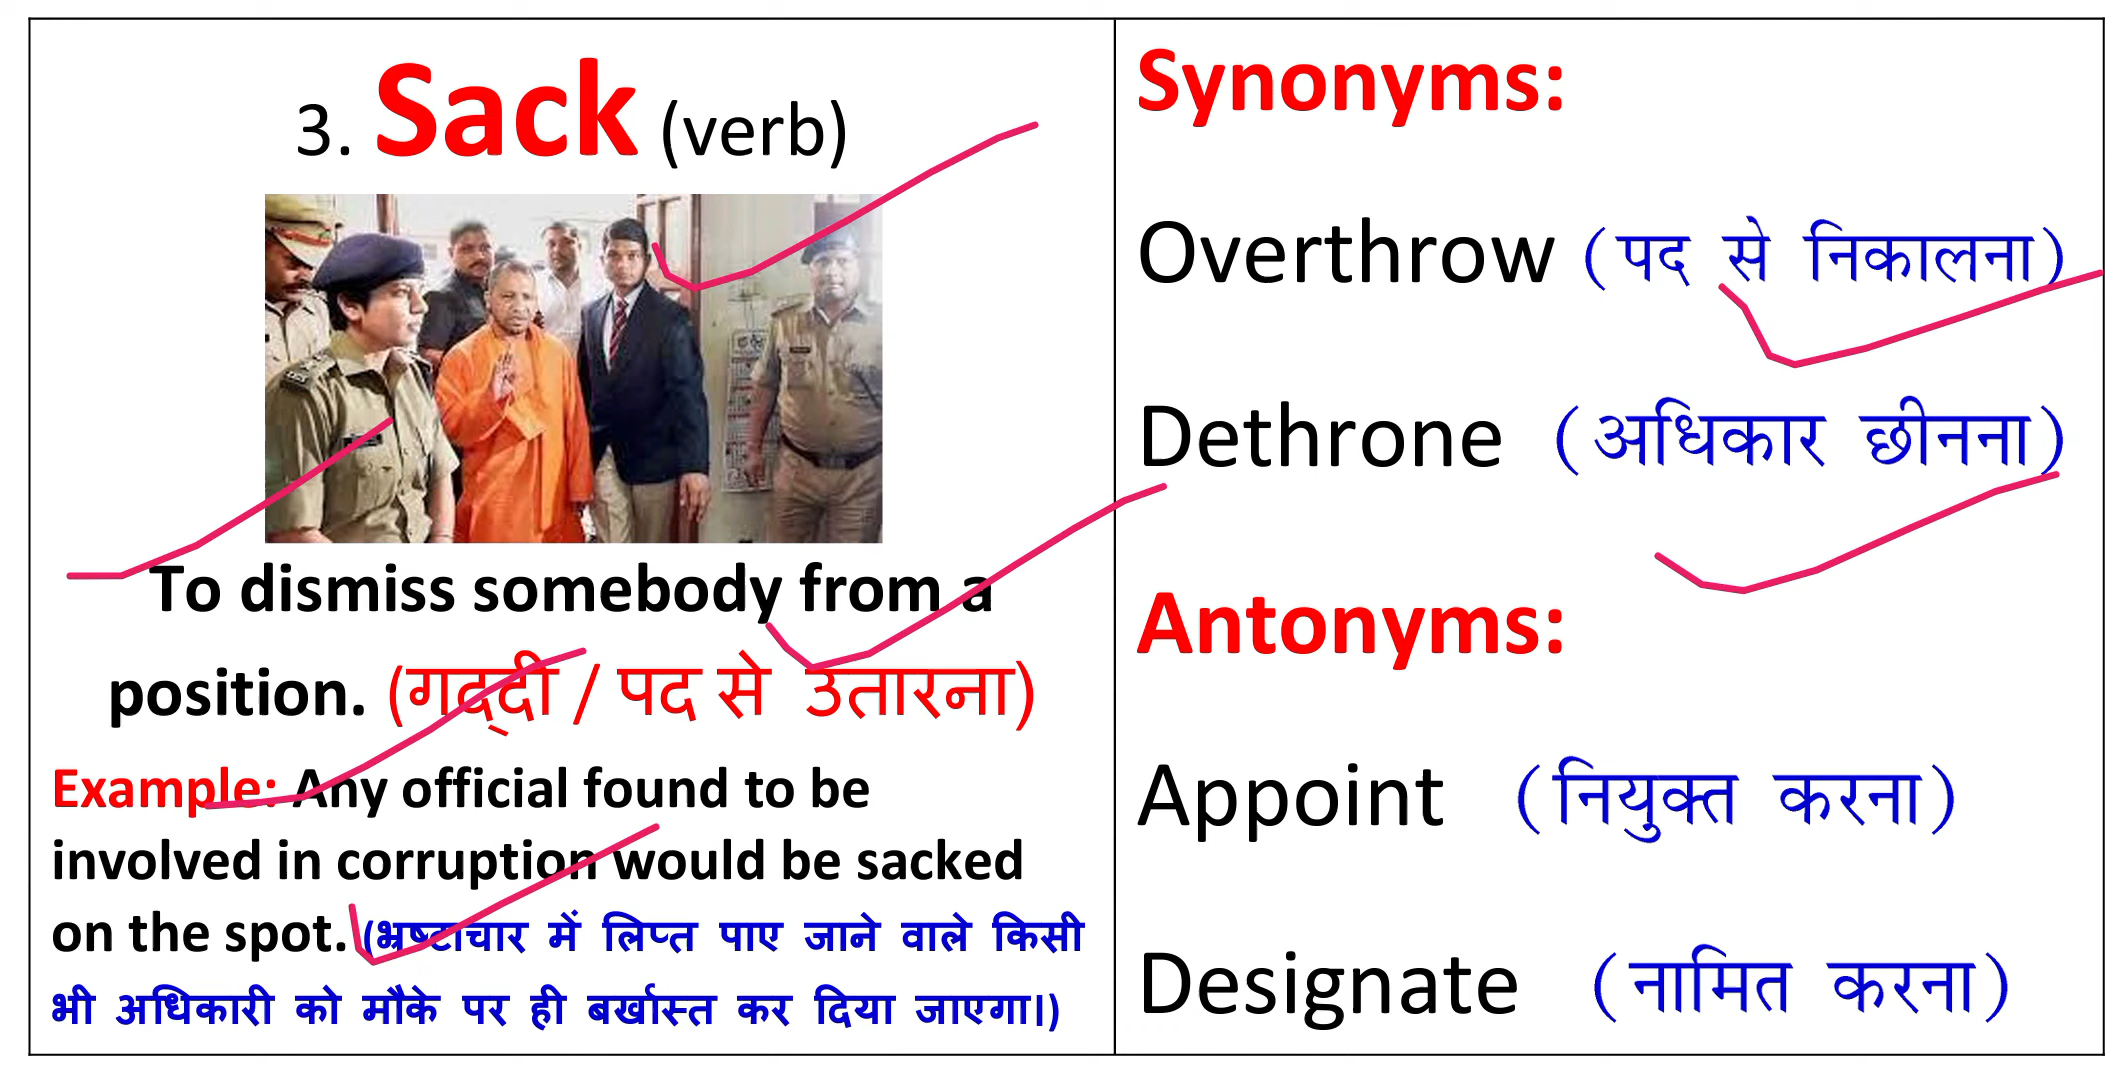 3. Sack (verb)
To dismiss somebody from a
position. (गद्दी / पद से उतारना)
Example: Any official found to be
involved in corruption would be sacked
on the spot. (भ्रष्टाचार में लिप्त पाए जाने वाले किसी
भी अधिकारी को मौके पर ही बर्खास्त कर दिया जाएगा।)
Synonyms:
Overthrow (पद से निकालना)
Dethrone (अधिकार छीनना)
Antonyms:
Appoint (नियुक्त करना)
Designate (नामित करना)